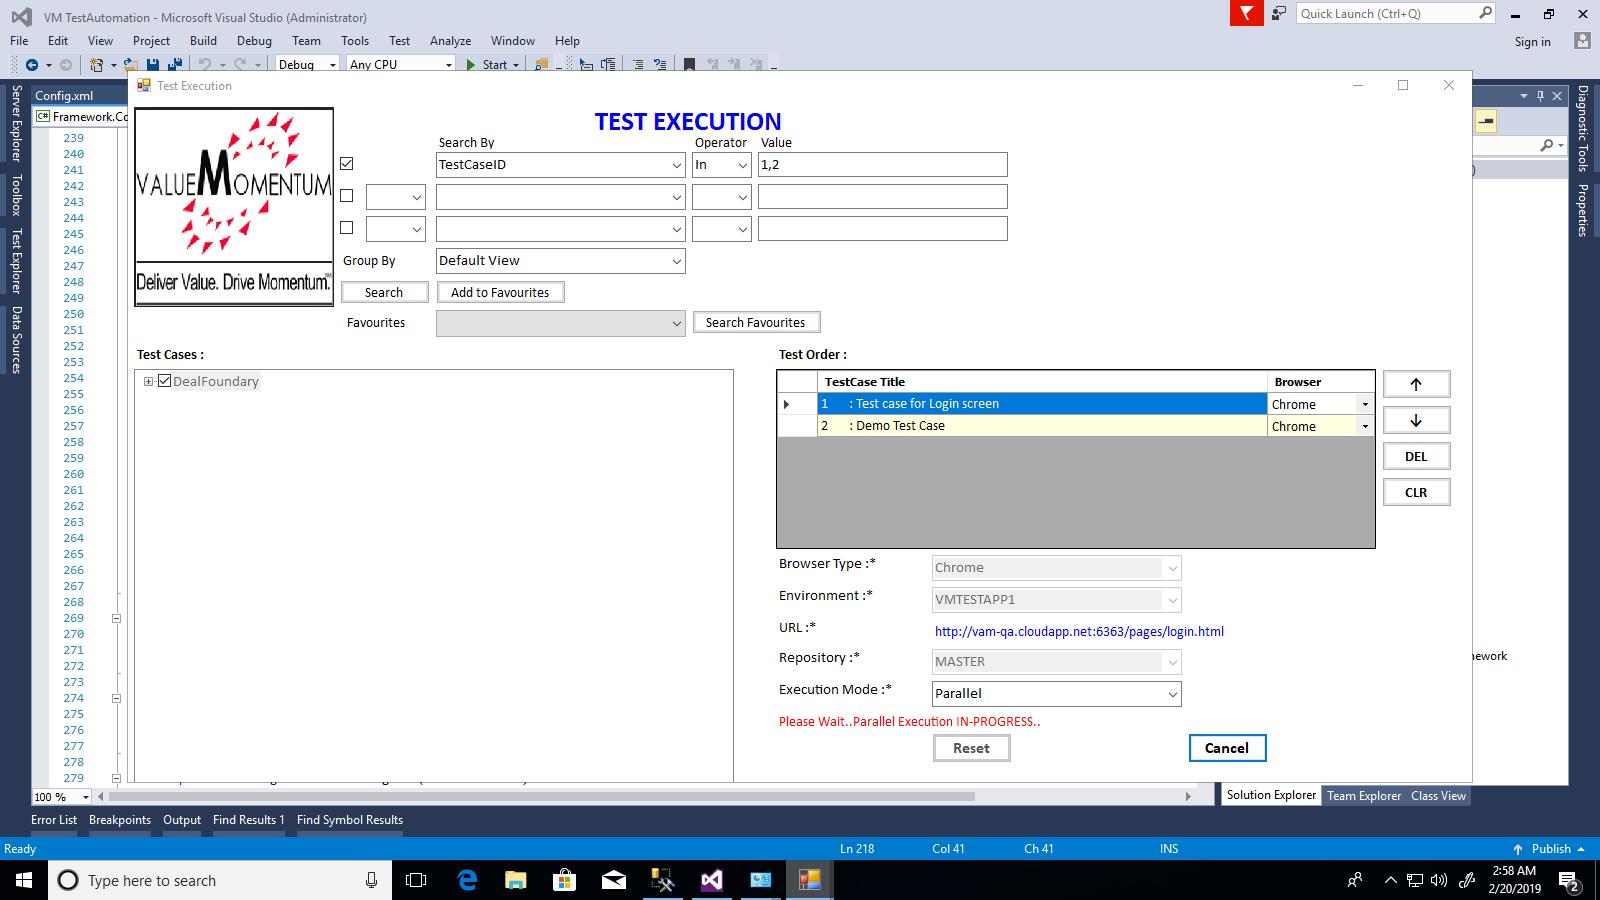 VM TestAutomation - Microsoft Visual Studio (Administrator)
Quick Launch (Ctrl+Q)
File Edit View Project Build Debug Team Tools Test Analyze Window Help
Sign in
Debug Any CPU Start
Config.xml
Framework.Co
Server Explorer
Toolbox
Test Explorer
Data Sources
Diagnostic Tools
Properties
239
240
241
242
243
244
245
246
247
248
249
250
251
252
253
254
255
256
257
258
259
260
261
262
263
264
265
266
267
268
269
270
271
272
273
274
275
276
277
278
279
Test Execution
VALUEMOMENTUM
Deliver Value. Drive Momentum.
TM
TEST EXECUTION
Search By Operator Value
TestCaseID In 1,2
Group By Default View
Search Add to Favourites
Favourites Search Favourites
Test Cases :
DealFoundary
Test Order :
TestCase Title Browser
1 : Test case for Login screen Chrome
2 : Demo Test Case Chrome
↑
↓
DEL
CLR
Browser Type :* Chrome
Environment :* VMTESTAPP1
URL :* http://vam-qa.cloudapp.net:6363/pages/login.html
Repository :* MASTER
Execution Mode :* Parallel
Please Wait..Parallel Execution IN-PROGRESS..
Reset Cancel
)
ework
100 %
Solution Explorer Team Explorer Class View
Error List Breakpoints Output Find Results 1 Find Symbol Results
Ready Ln 218 Col 41 Ch 41 INS Publish
Type here to search
2:58 AM
2/20/2019
2